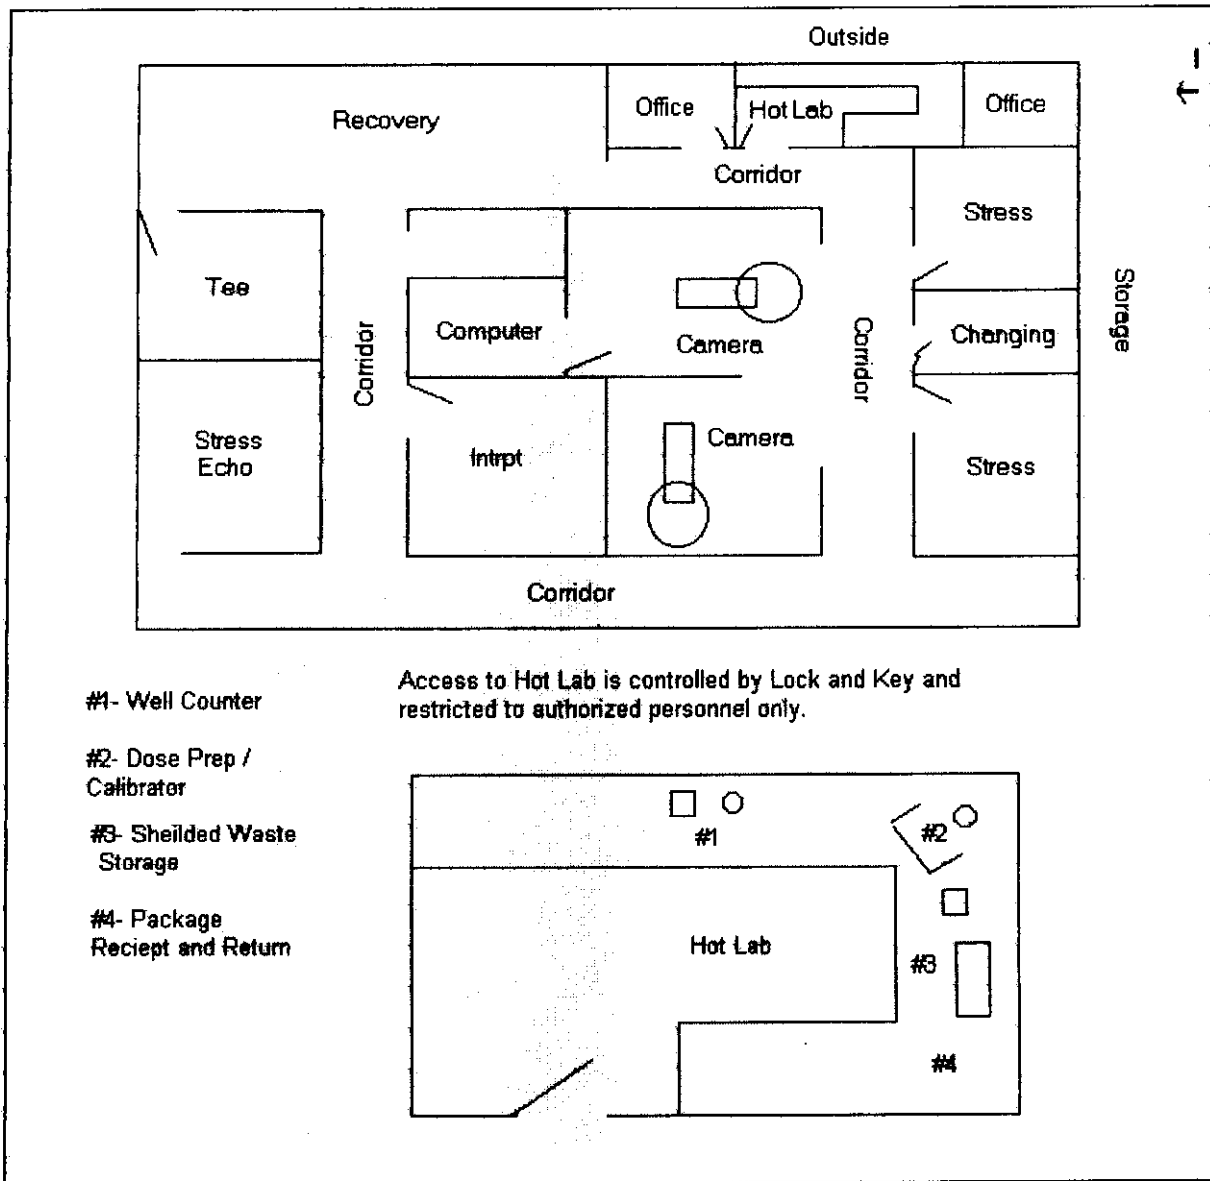 Outside
Recovery
Office
Hot Lab
Office
Corridor
Stress
Tee
Computer
Camera
Corridor
Corridor
Changing
Storage
Stress
Echo
Intrpt
Camera
Stress
Corridor
#1- Well Counter
#2- Dose Prep /
Calibrator
#3- Sheilded Waste
Storage
#4- Package
Reciept and Return
Access to Hot Lab is controlled by Lock and Key and
restricted to authorized personnel only.
#1
#2
Hot Lab
#3
#4